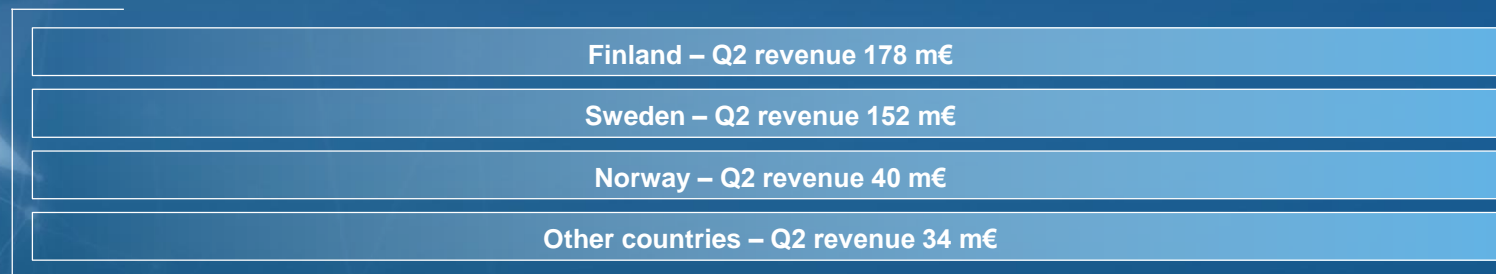 Finland – Q2 revenue 178 m€
Sweden – Q2 revenue 152 m€
Norway – Q2 revenue 40 m€
Other countries – Q2 revenue 34 m€